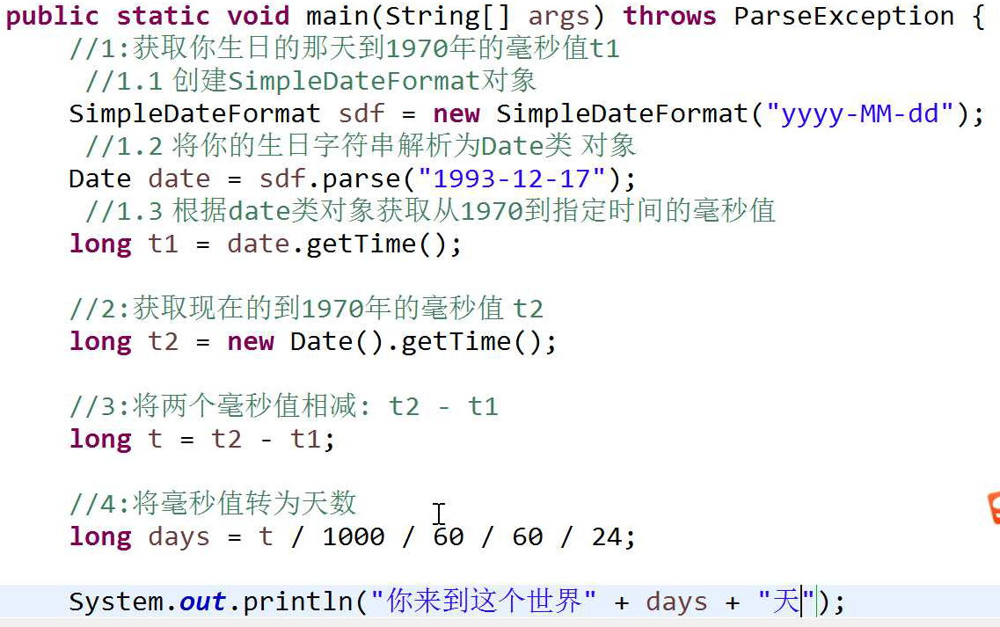 public static void main(String[] args) throws ParseException {
//1:获取你生日的那天到1970年的毫秒值t1
//1.1 创建SimpleDateFormat对象
SimpleDateFormat sdf = new SimpleDateFormat("yyyy-MM-dd");
//1.2 将你的生日字符串解析为Date类 对象
Date date = sdf.parse("1993-12-17");
//1.3 根据date类对象获取从1970到指定时间的毫秒值
long t1 = date.getTime();
//2:获取现在的到1970年的毫秒值 t2
long t2 = new Date().getTime();
//3:将两个毫秒值相减: t2 - t1
long t = t2 - t1;
//4:将毫秒值转为天数
long days = t / 1000 / 60 / 60 / 24;
System.out.println("你来到这个世界" + days + "天");